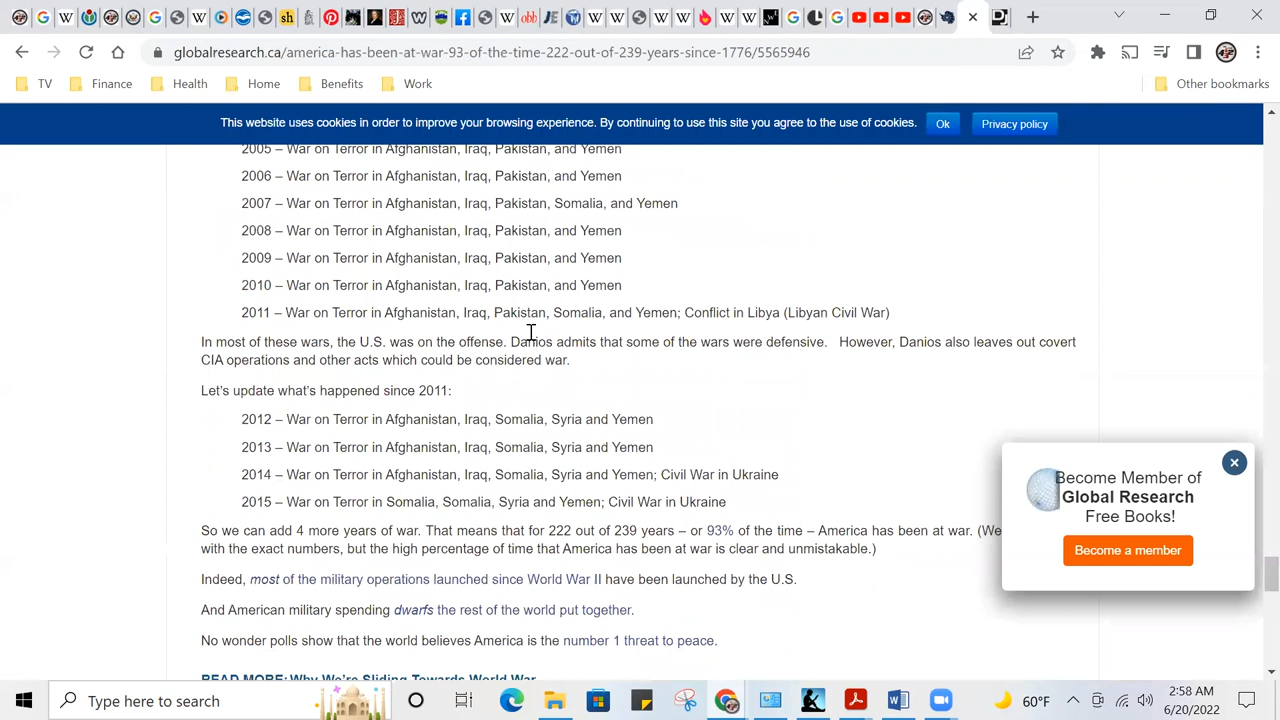 globalresearch.ca/america-has-been-at-war-93-of-the-time-222-out-of-239-years-since-1776/5565946
TV Finance Health Home Benefits Work Other bookmarks
This website uses cookies in order to improve your browsing experience. By continuing to use this site you agree to the use of cookies. Ok Privacy policy
2005 – War on Terror in Afghanistan, Iraq, Pakistan, and Yemen
2006 – War on Terror in Afghanistan, Iraq, Pakistan, and Yemen
2007 – War on Terror in Afghanistan, Iraq, Pakistan, Somalia, and Yemen
2008 – War on Terror in Afghanistan, Iraq, Pakistan, and Yemen
2009 – War on Terror in Afghanistan, Iraq, Pakistan, and Yemen
2010 – War on Terror in Afghanistan, Iraq, Pakistan, and Yemen
2011 – War on Terror in Afghanistan, Iraq, Pakistan, Somalia, and Yemen; Conflict in Libya (Libyan Civil War)
In most of these wars, the U.S. was on the offense. Danios admits that some of the wars were defensive. However, Danios also leaves out covert
CIA operations and other acts which could be considered war.
Let's update what's happened since 2011:
2012 – War on Terror in Afghanistan, Iraq, Somalia, Syria and Yemen
2013 – War on Terror in Afghanistan, Iraq, Somalia, Syria and Yemen
2014 – War on Terror in Afghanistan, Iraq, Somalia, Syria and Yemen; Civil War in Ukraine
2015 – War on Terror in Somalia, Somalia, Syria and Yemen; Civil War in Ukraine
So we can add 4 more years of war. That means that for 222 out of 239 years – or 93% of the time – America has been at war. (We
with the exact numbers, but the high percentage of time that America has been at war is clear and unmistakable.)
Indeed, most of the military operations launched since World War II have been launched by the U.S.
And American military spending dwarfs the rest of the world put together.
No wonder polls show that the world believes America is the number 1 threat to peace.
READ MORE: Why We're Sliding Towards World War
Become Member of
Global Research
Free Books!
Become a member
Type here to search
60°F
2:58 AM
6/20/2022